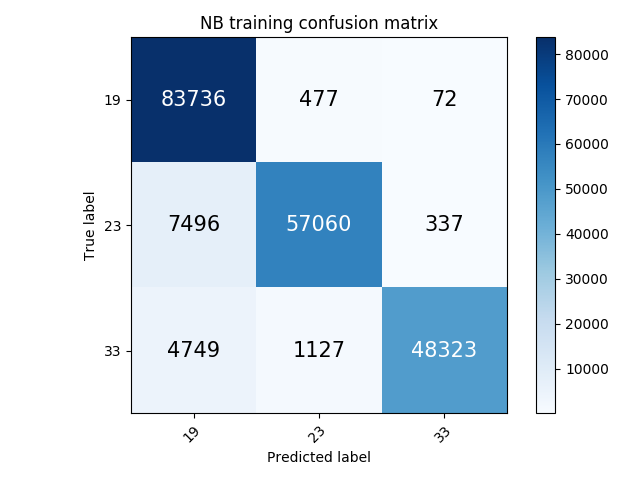 NB training confusion matrix
19 83736 477 72
23 7496 57060 337
33 4749 1127 48323
19 23 33
True label
Predicted label
80000
70000
60000
50000
40000
30000
20000
10000